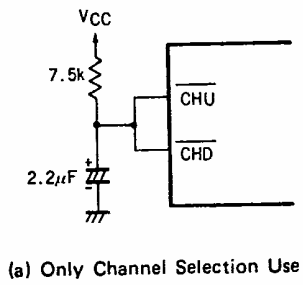 VCC
7.5k
CHU
CHD
+
2.2μF
-
(a) Only Channel Selection Use